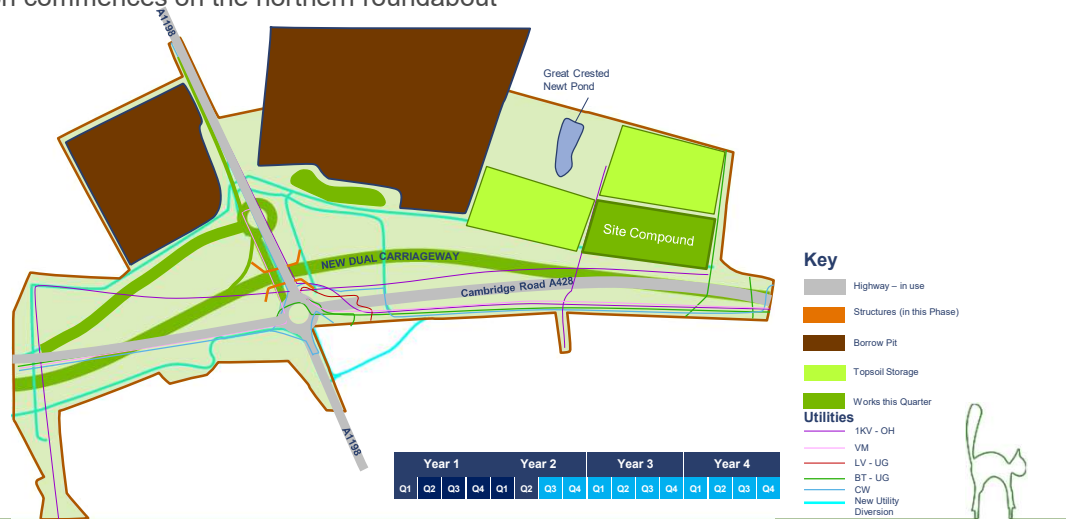 on commences on the northern roundabout
A1198
Great Crested
Newt Pond
Site Compound
NEW DUAL CARRIAGEWAY
Cambridge Road A428
A1198
Key
Highway – in use
Structures (in this Phase)
Borrow Pit
Topsoil Storage
Works this Quarter
Utilities
1KV - OH
VM
LV - UG
BT - UG
CW
New Utility
Diversion
Year 1 Year 2 Year 3 Year 4
Q1 Q2 Q3 Q4 Q1 Q2 Q3 Q4 Q1 Q2 Q3 Q4 Q1 Q2 Q3 Q4